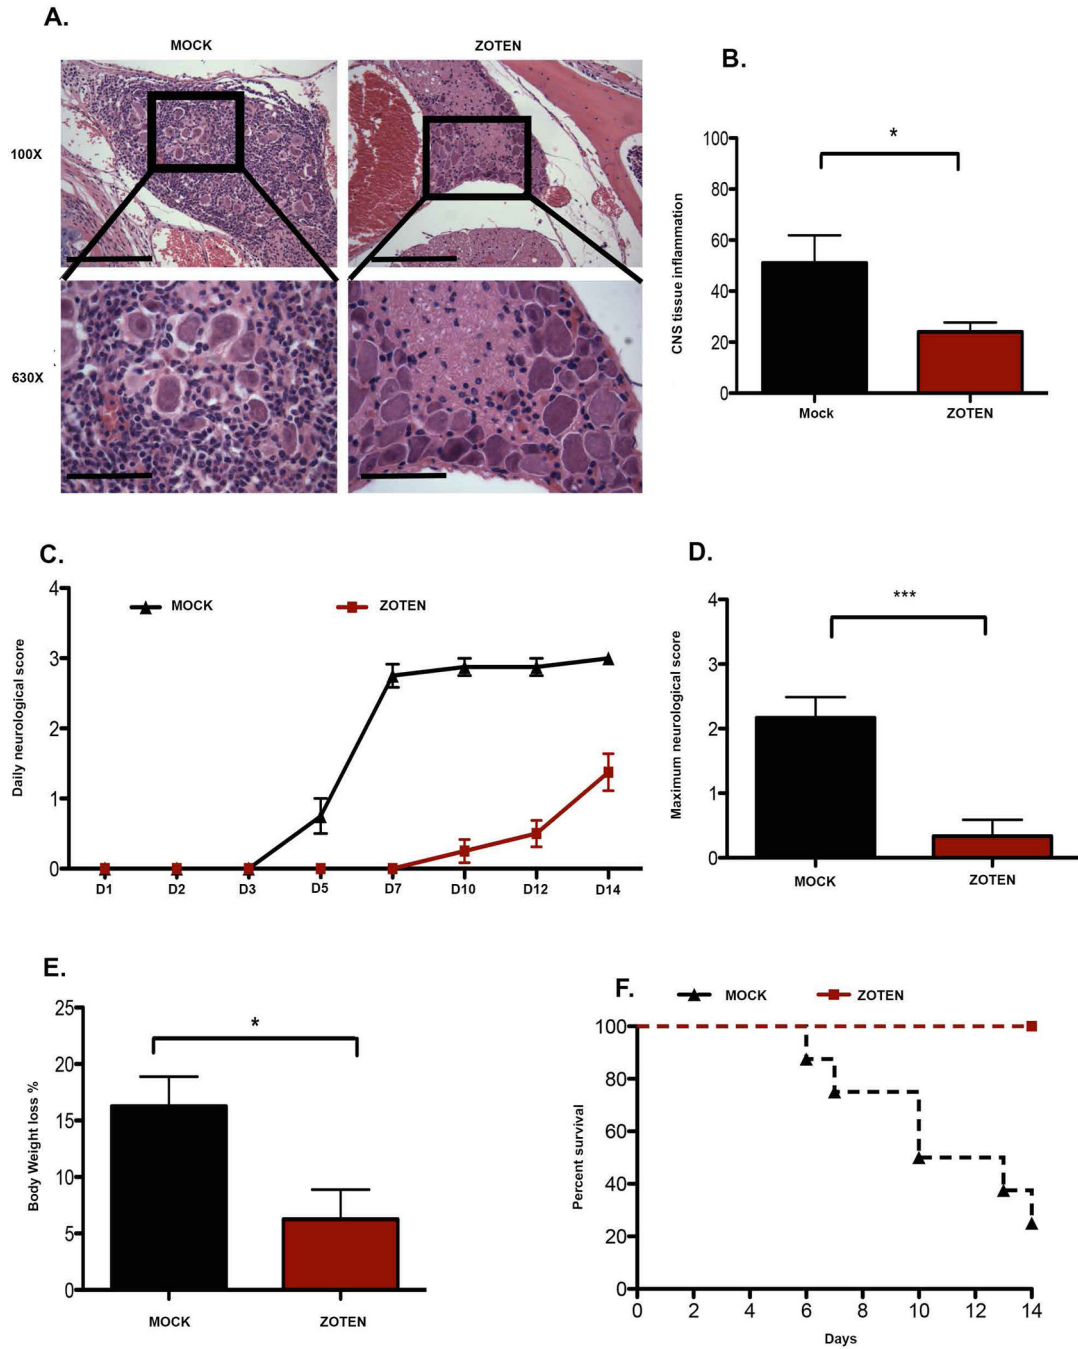 A.
MOCK
ZOTEN
100X
630X
B.
CNS tissue inflammation
100
80
60
40
20
0
*
Mock
ZOTEN
C.
Daily neurological score
4
3
2
1
0
MOCK
ZOTEN
D1
D2
D3
D5
D7
D10
D12
D14
D.
Maximum neurological score
4
3
2
1
0
***
MOCK
ZOTEN
E.
Body Weight loss %
25
20
15
10
5
0
*
MOCK
ZOTEN
F.
MOCK
ZOTEN
Percent survival
100
80
60
40
20
0
0
2
4
6
8
10
12
14
Days